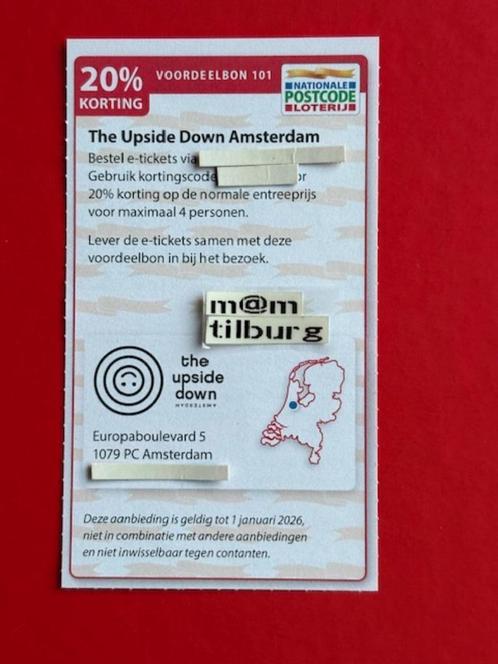 20%
KORTING
VOORDEELBON 101
NATIONALE
POSTCODE
LOTERIJ
The Upside Down Amsterdam
Bestel e-tickets via
Gebruik kortingscode
20% korting op de normale entreeprijs
voor maximaal 4 personen.
Lever de e-tickets samen met deze
voordeelbon in bij het bezoek.
m@m
tilburg
the
upside
down
AMSTERDAM
Europaboulevard 5
1079 PC Amsterdam
Deze aanbieding is geldig tot 1 januari 2026,
niet in combinatie met andere aanbiedingen
en niet inwisselbaar tegen contanten.